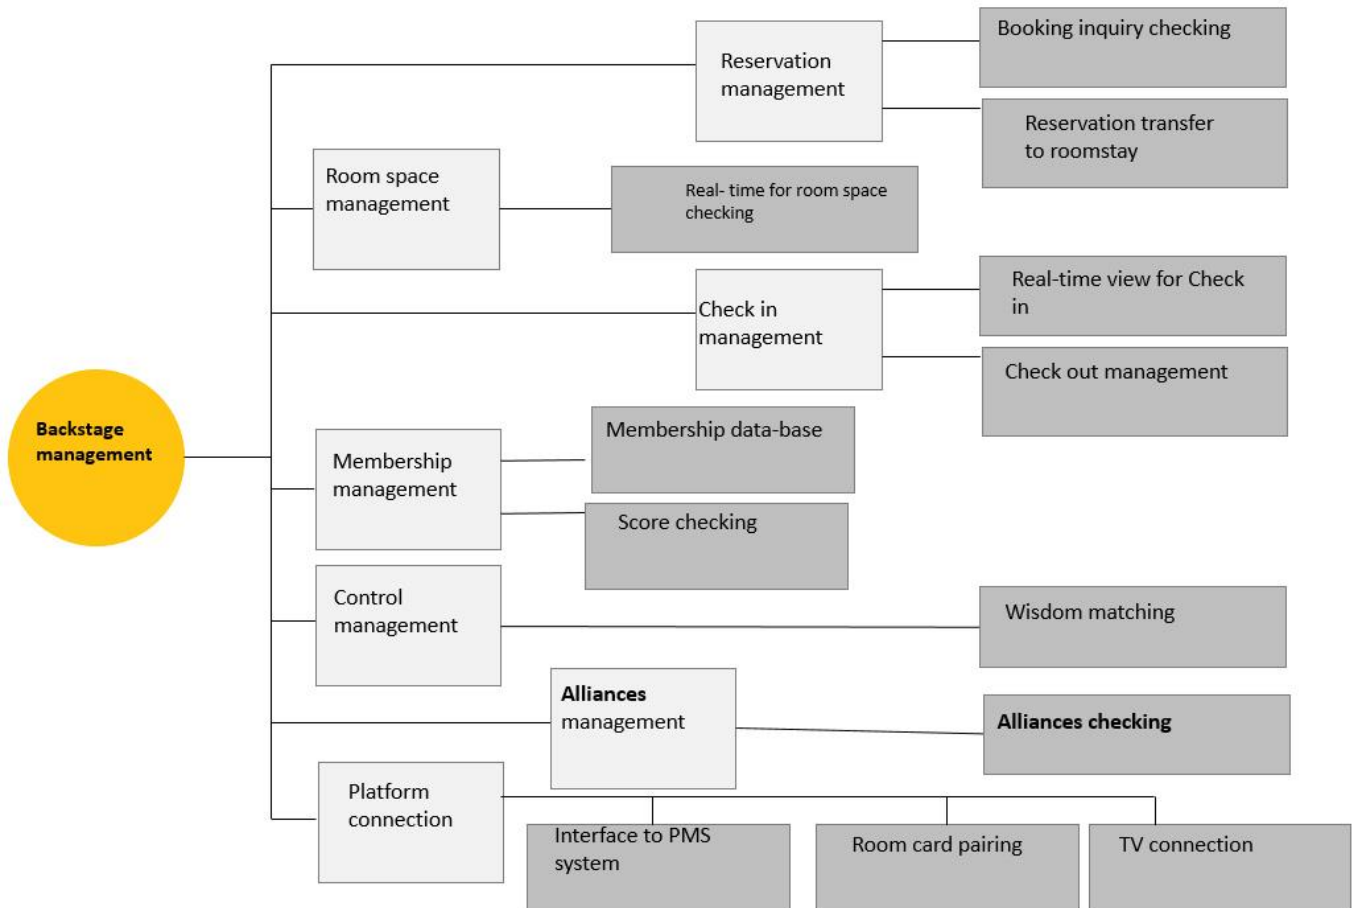 Booking inquiry checking
Reservation
management
Reservation transfer
to roomstay
Room space
management
Real- time for room space
checking
Real-time view for Check
in
Check in
management
Check out management
Backstage
management
Membership data-base
Membership
management
Score checking
Control
management
Wisdom matching
Alliances
management
Alliances checking
Platform
connection
Interface to PMS
system
Room card pairing
TV connection